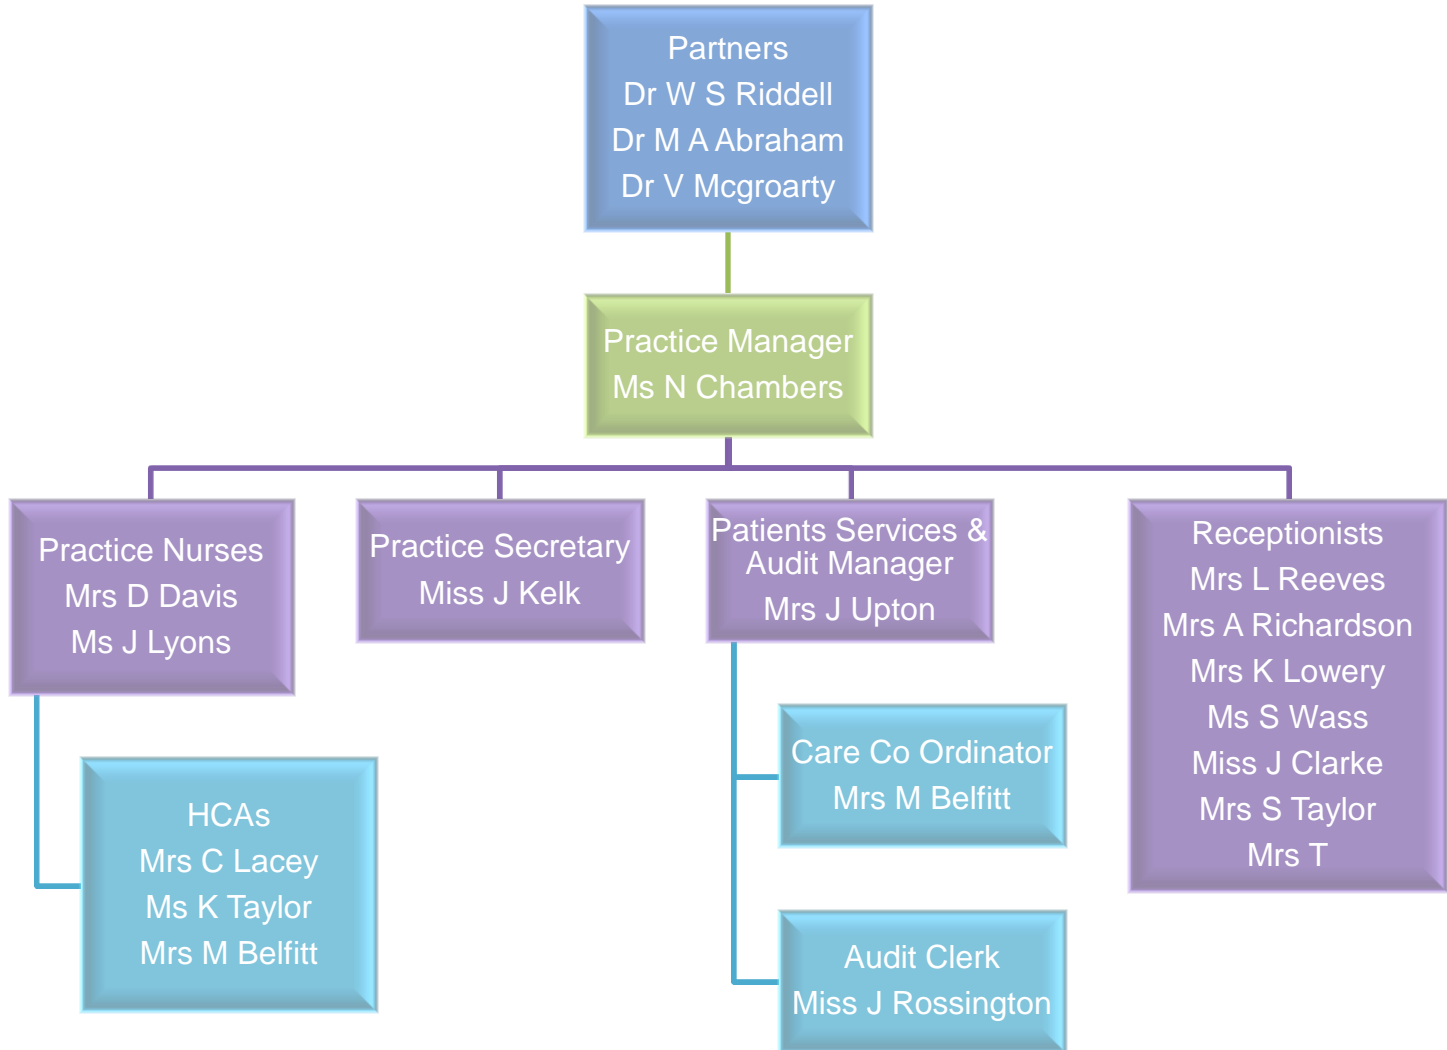 Partners
Dr W S Riddell
Dr M A Abraham
Dr V Mcgroarty
Practice Manager
Ms N Chambers
Practice Nurses
Mrs D Davis
Ms J Lyons
Practice Secretary
Miss J Kelk
Patients Services &
Audit Manager
Mrs J Upton
Receptionists
Mrs L Reeves
Mrs A Richardson
Mrs K Lowery
Ms S Wass
Miss J Clarke
Mrs S Taylor
Mrs T
HCAs
Mrs C Lacey
Ms K Taylor
Mrs M Belfitt
Care Co Ordinator
Mrs M Belfitt
Audit Clerk
Miss J Rossington